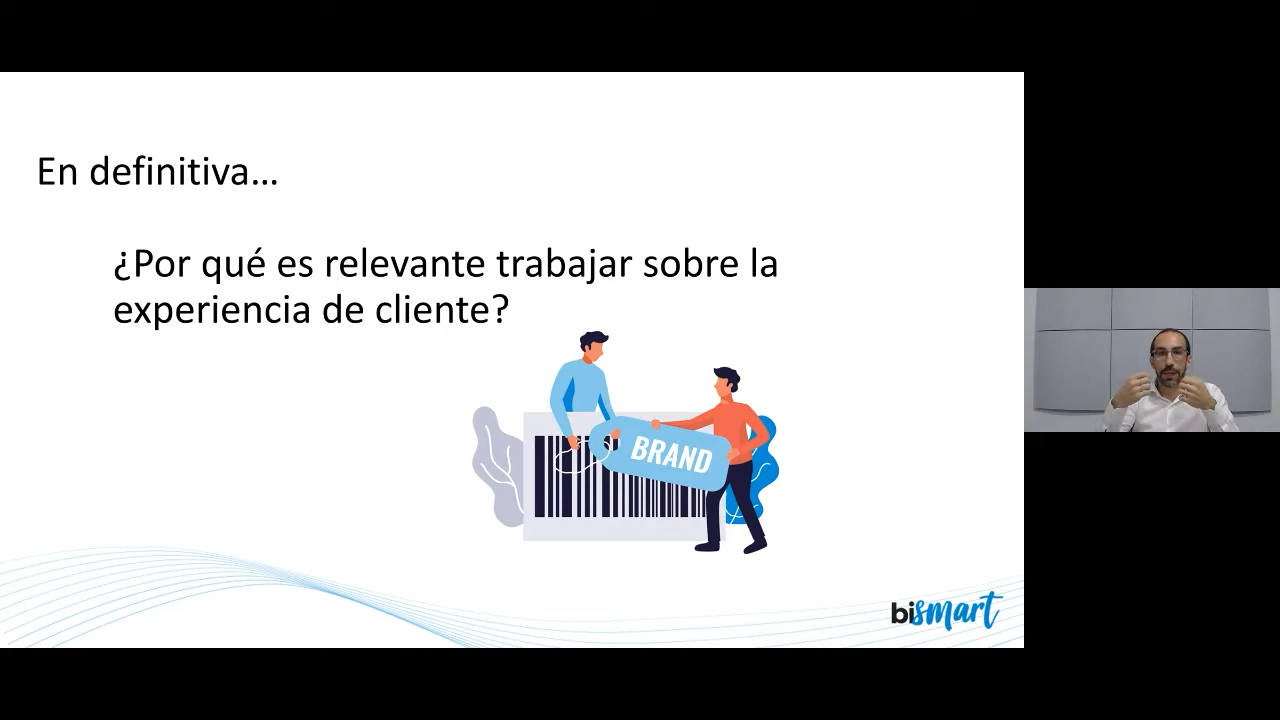 En definitiva...
¿Por qué es relevante trabajar sobre la
experiencia de cliente?
BRAND
bismart